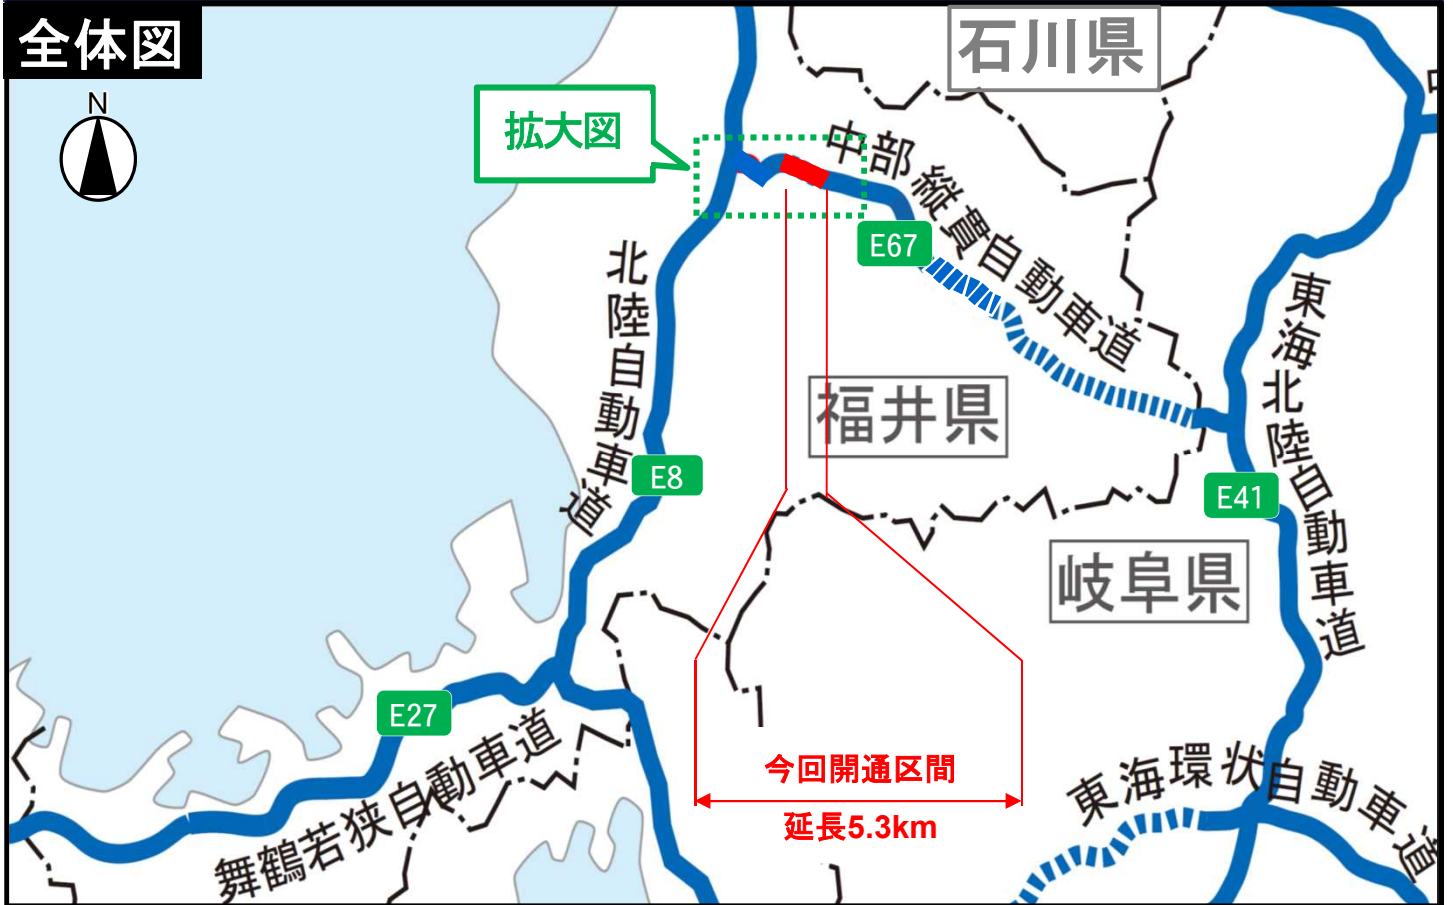 全体図
N
石川県
拡大図
中部縦貫自動車道
E67
北陸自動車道
東海北陸自動車道
福井県
E8
E41
岐阜県
E27
舞鶴若狭自動車道
今回開通区間
延長5.3km
東海環状自動車道